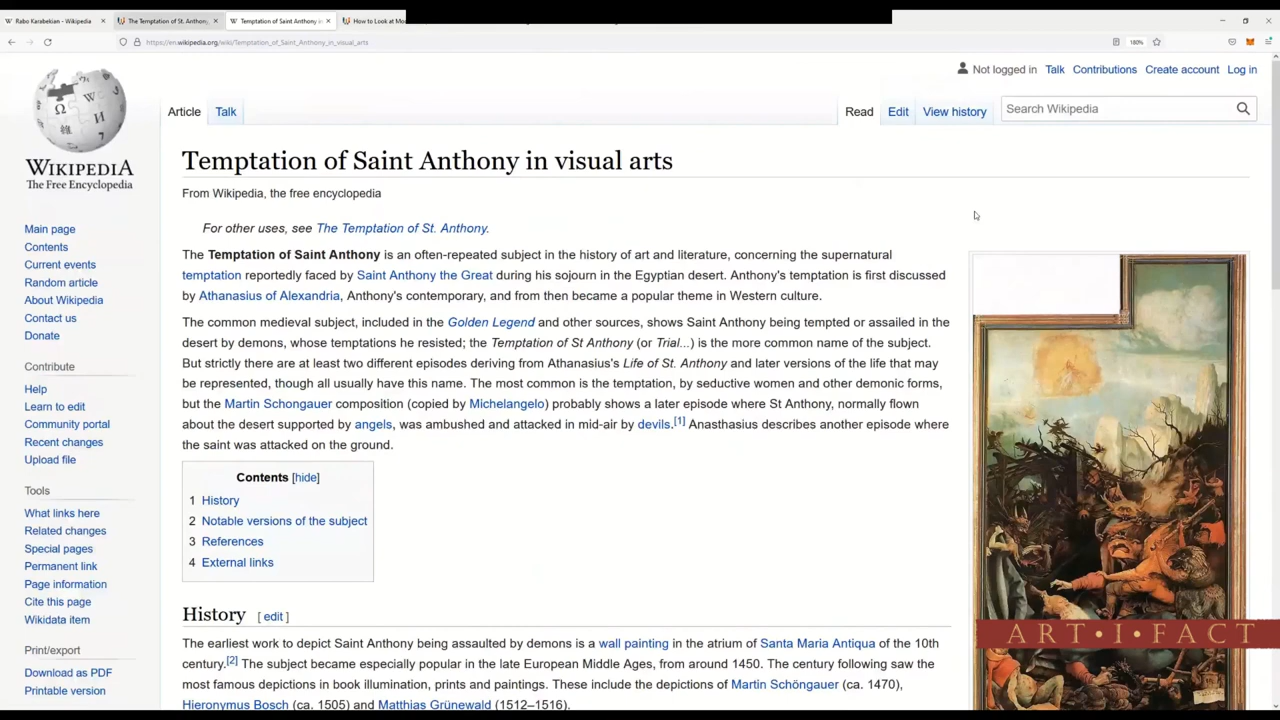 Rabo Karabekian - Wikipedia
The Temptation of St. Anthony
Temptation of Saint Anthony in
How to Look at Mo
https://en.wikipedia.org/wiki/Temptation_of_Saint_Anthony_in_visual_arts
180%
Not logged in Talk Contributions Create account Log in
Article Talk
Read Edit View history
Search Wikipedia
WIKIPEDIA
The Free Encyclopedia
Main page
Contents
Current events
Random article
About Wikipedia
Contact us
Donate
Contribute
Help
Learn to edit
Community portal
Recent changes
Upload file
Tools
What links here
Related changes
Special pages
Permanent link
Page information
Cite this page
Wikidata item
Print/export
Download as PDF
Printable version
Temptation of Saint Anthony in visual arts
From Wikipedia, the free encyclopedia
For other uses, see The Temptation of St. Anthony.
The Temptation of Saint Anthony is an often-repeated subject in the history of art and literature, concerning the supernatural
temptation reportedly faced by Saint Anthony the Great during his sojourn in the Egyptian desert. Anthony's temptation is first discussed
by Athanasius of Alexandria, Anthony's contemporary, and from then became a popular theme in Western culture.
The common medieval subject, included in the Golden Legend and other sources, shows Saint Anthony being tempted or assailed in the
desert by demons, whose temptations he resisted; the Temptation of St Anthony (or Trial...) is the more common name of the subject.
But strictly there are at least two different episodes deriving from Athanasius's Life of St. Anthony and later versions of the life that may
be represented, though all usually have this name. The most common is the temptation, by seductive women and other demonic forms,
but the Martin Schongauer composition (copied by Michelangelo) probably shows a later episode where St Anthony, normally flown
about the desert supported by angels, was ambushed and attacked in mid-air by devils.[1] Anasthasius describes another episode where
the saint was attacked on the ground.
Contents [hide]
1 History
2 Notable versions of the subject
3 References
4 External links
History [ edit ]
The earliest work to depict Saint Anthony being assaulted by demons is a wall painting in the atrium of Santa Maria Antiqua of the 10th
century.[2] The subject became especially popular in the late European Middle Ages, from around 1450. The century following saw the
most famous depictions in book illumination, prints and paintings. These include the depictions of Martin Schöngauer (ca. 1470),
Hieronymus Bosch (ca. 1505) and Matthias Grünewald (1512–1516).
ART•I•FACT